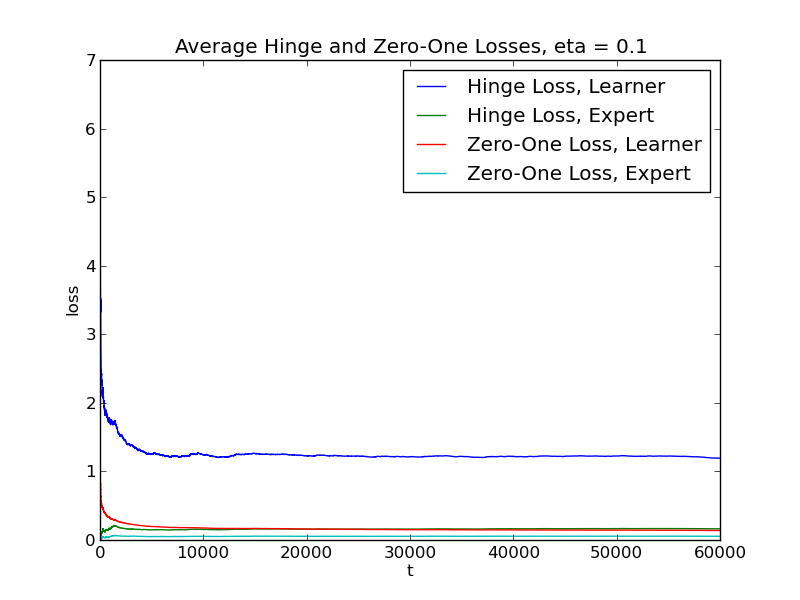 Average Hinge and Zero-One Losses, eta = 0.1
7
Hinge Loss, Learner
Hinge Loss, Expert
Zero-One Loss, Learner
Zero-One Loss, Expert
6
5
4
loss
3
2
1
0
0 10000 20000 30000 40000 50000 60000
t